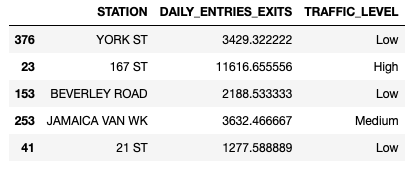 STATION DAILY_ENTRIES_EXITS TRAFFIC_LEVEL
376 YORK ST 3429.322222 Low
23 167 ST 11616.655556 High
153 BEVERLEY ROAD 2188.533333 Low
253 JAMAICA VAN WK 3632.466667 Medium
41 21 ST 1277.588889 Low